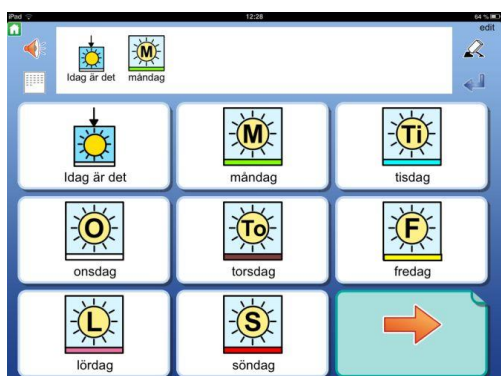 iPad 12:28 64 %
edit
M
Idag är det måndag
M Ti
Idag är det måndag tisdag
O To F
onsdag torsdag fredag
L S
lördag söndag